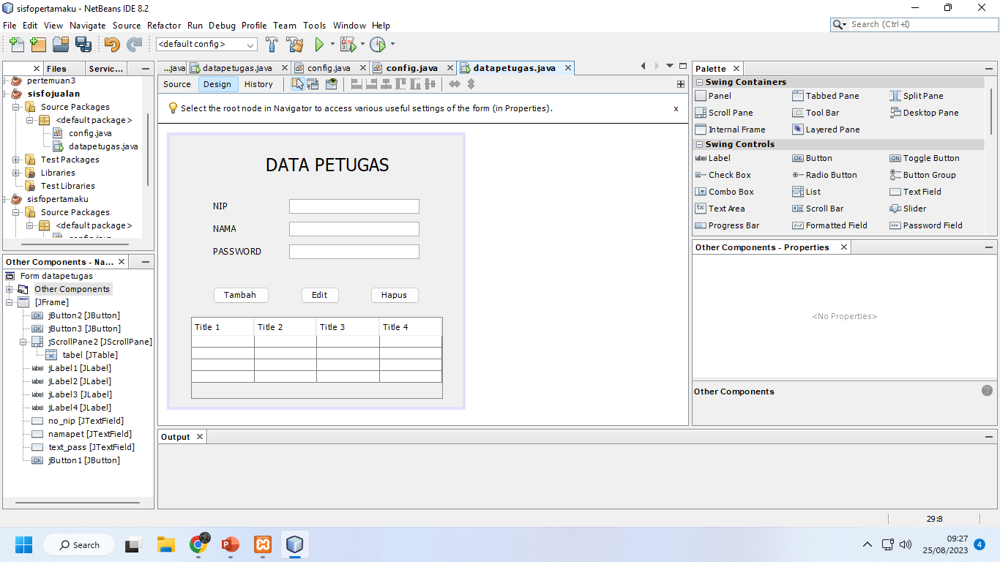 sisfopertamaku - NetBeans IDE 8.2
File Edit View Navigate Source Refactor Run Debug Profile Team Tools Window Help
Search (Ctrl+I)
<default config>
Files Servic...
pertemuan3
sisfojualan
Source Packages
<default package>
config.java
datapetugas.java
Test Packages
Libraries
Test Libraries
sisfopertamaku
Source Packages
<default package>
config.java
Other Components - Na...
Form datapetugas
Other Components
[JFrame]
jButton2 [JButton]
jButton3 [JButton]
jScrollPane2 [JScrollPane]
tabel [JTable]
jLabel1 [JLabel]
jLabel2 [JLabel]
jLabel3 [JLabel]
jLabel4 [JLabel]
no_nip [JTextField]
namapet [JTextField]
text_pass [JTextField]
jButton1 [JButton]
...java datapetugas.java config.java config.java datapetugas.java
Source Design History
Select the root node in Navigator to access various useful settings of the form (in Properties). x
DATA PETUGAS
NIP
NAMA
PASSWORD
Tambah Edit Hapus
Title 1 Title 2 Title 3 Title 4
Output
Palette
Swing Containers
Panel Tabbed Pane Split Pane
Scroll Pane Tool Bar Desktop Pane
Internal Frame Layered Pane
Swing Controls
label Label OK Button ON Toggle Button
Check Box Radio Button Button Group
Combo Box List Text Field
Text Area Scroll Bar Slider
Progress Bar Formatted Field Password Field
Other Components - Properties
<No Properties>
Other Components
29:8
Search
09:27
25/08/2023
4